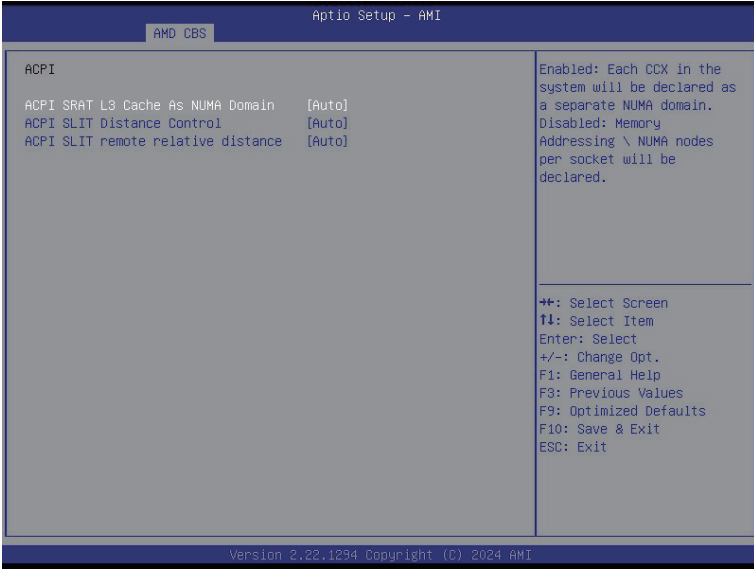 Aptio Setup – AMI
AMD CBS
ACPI
ACPI SRAT L3 Cache As NUMA Domain [Auto]
ACPI SLIT Distance Control [Auto]
ACPI SLIT remote relative distance [Auto]
Enabled: Each CCX in the
system will be declared as
a separate NUMA domain.
Disabled: Memory
Addressing \ NUMA nodes
per socket will be
declared.
→←: Select Screen
↑↓: Select Item
Enter: Select
+/-: Change Opt.
F1: General Help
F3: Previous Values
F9: Optimized Defaults
F10: Save & Exit
ESC: Exit
Version 2.22.1294 Copyright (C) 2024 AMI